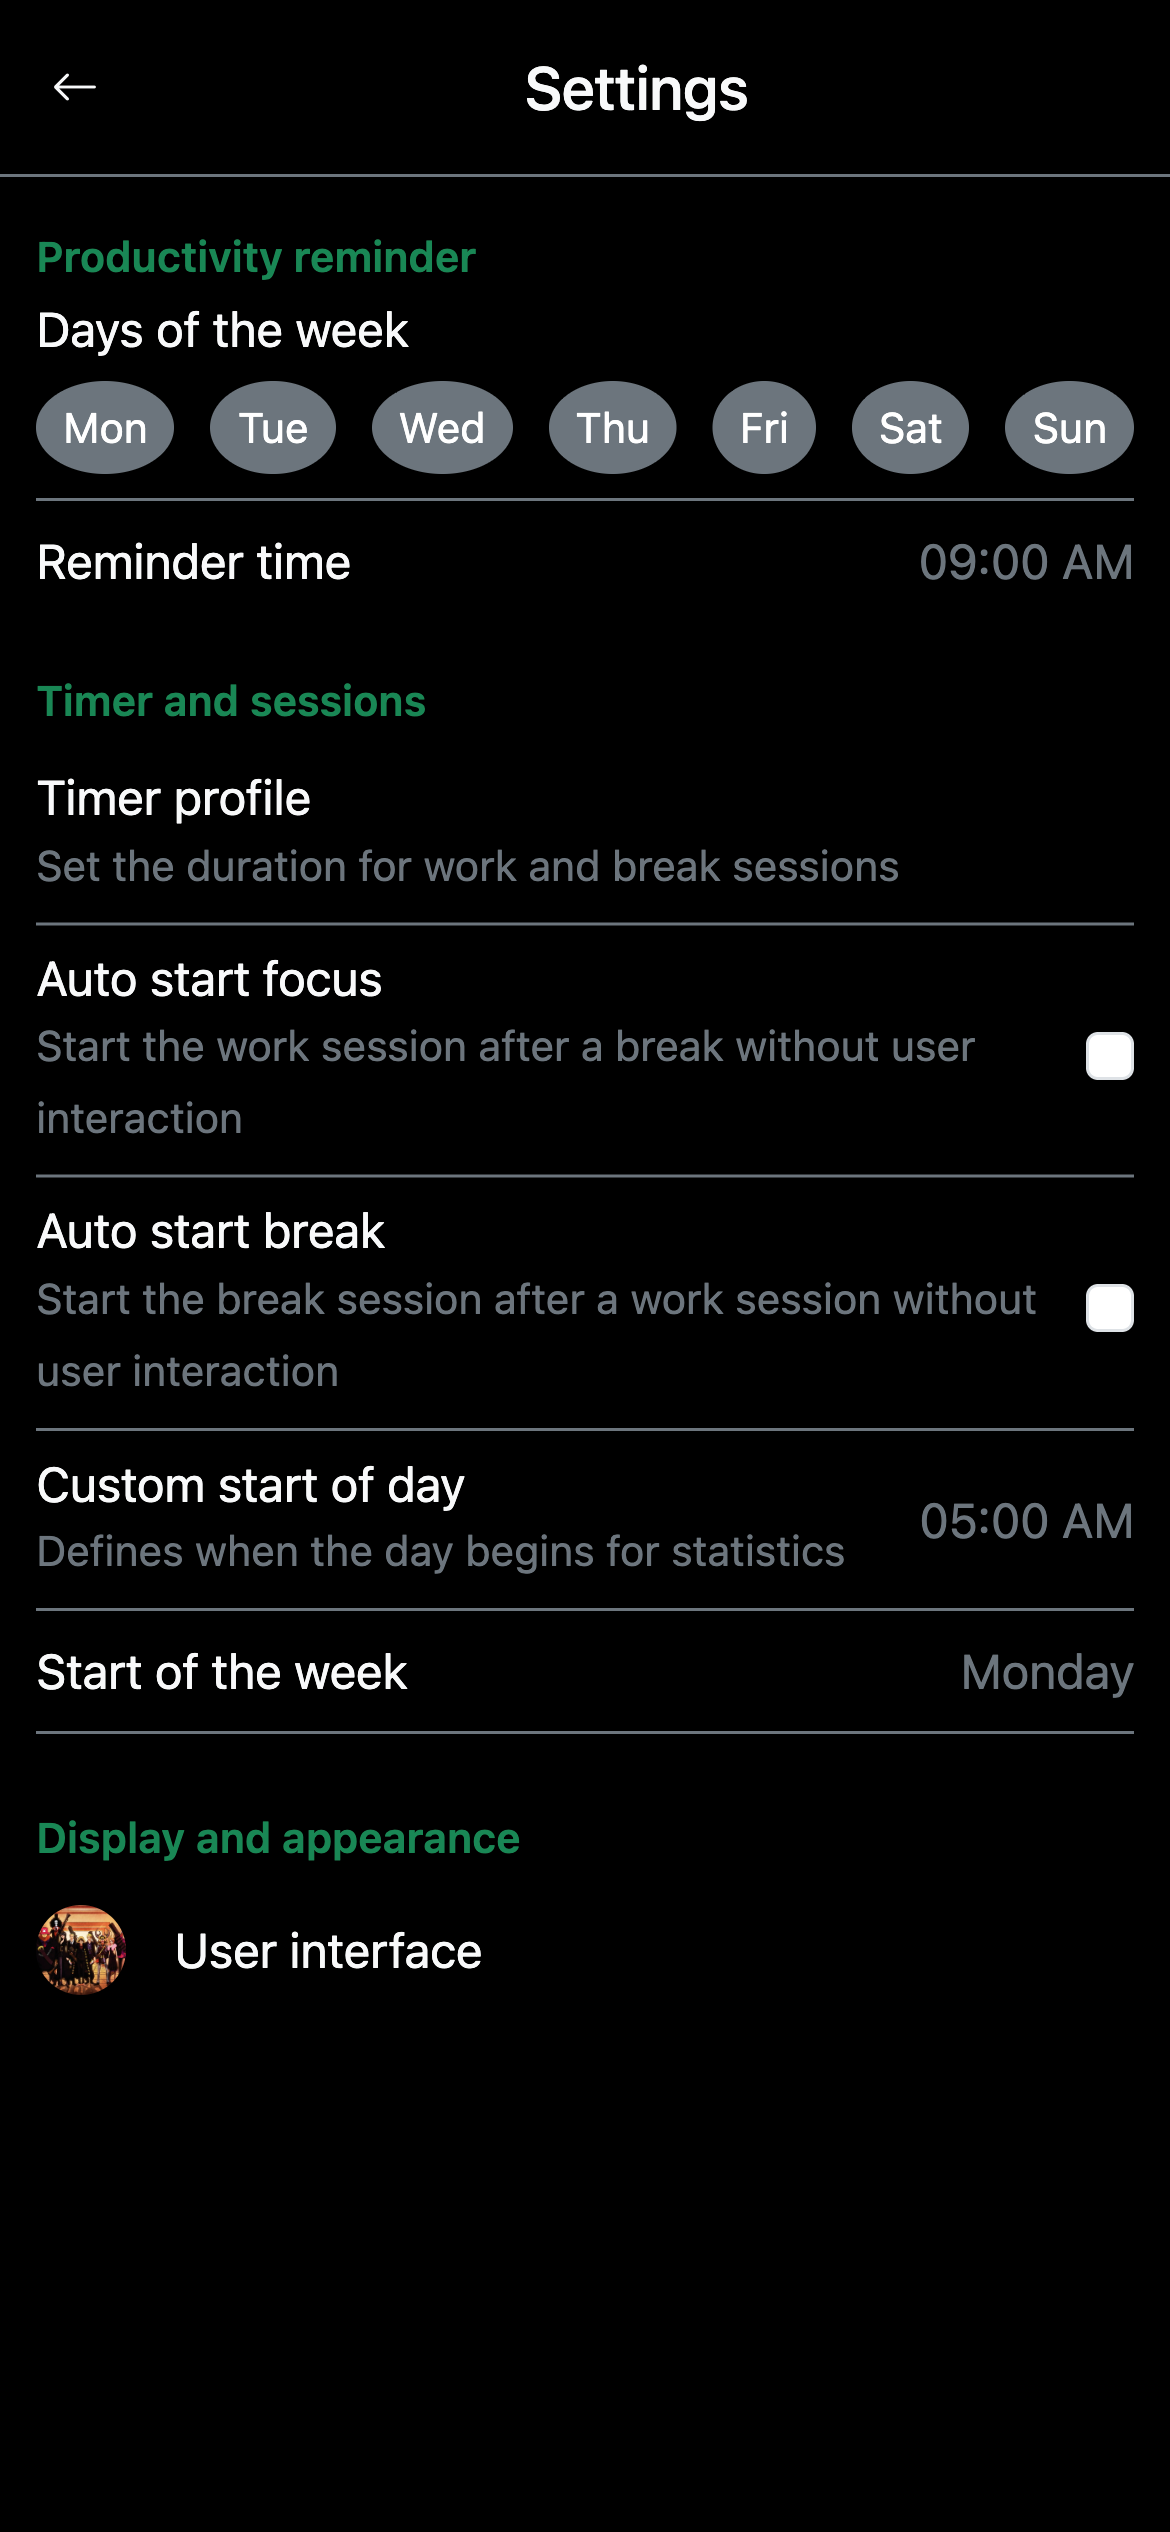 Settings
Productivity reminder
Days of the week
Mon Tue Wed Thu Fri Sat Sun
Reminder time 09:00 AM
Timer and sessions
Timer profile
Set the duration for work and break sessions
Auto start focus
Start the work session after a break without user
interaction
Auto start break
Start the break session after a work session without
user interaction
Custom start of day
05:00 AM
Defines when the day begins for statistics
Start of the week Monday
Display and appearance
User interface